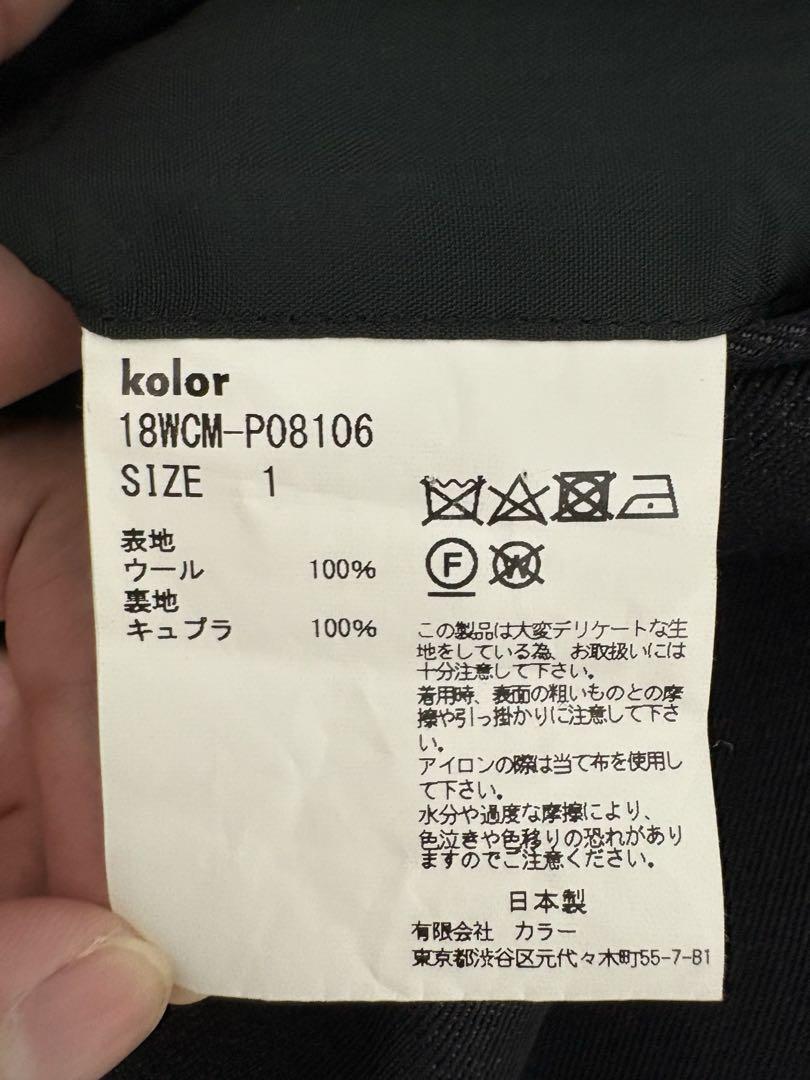 kolor
18WCM-P08106
SIZE 1
表地
ウール 100%
裏地
キュプラ 100%
F W
この製品は大変デリケートな生
地をしている為、お取扱いには
十分注意して下さい。
着用時、表面の粗いものとの摩
擦や引っ掛かりに注意して下さ
い。
アイロンの際は当て布を使用し
て下さい。
水分や過度な摩擦により、
色泣きや色移りの恐れがあり
ますのでご注意ください。
日本製
有限会社 カラー
東京都渋谷区元代々木町55-7-B1